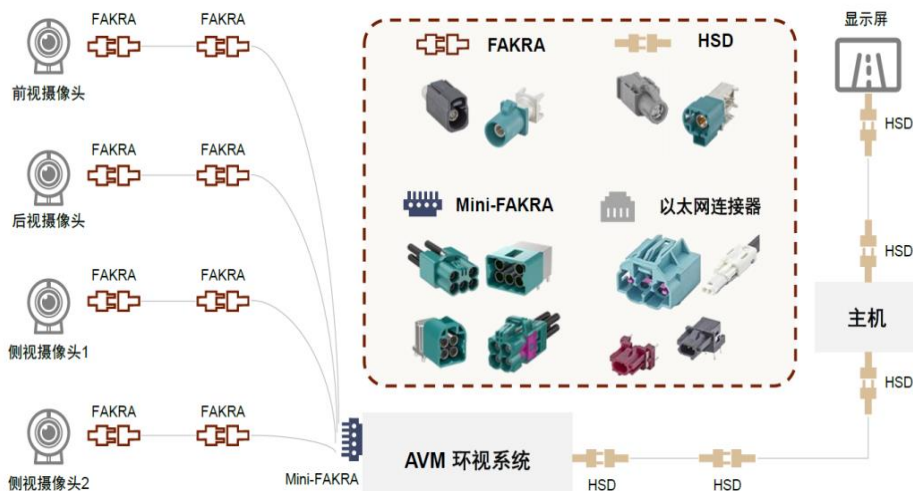 FAKRA
FAKRA
前视摄像头
FAKRA
FAKRA
后视摄像头
FAKRA
FAKRA
侧视摄像头1
FAKRA
FAKRA
侧视摄像头2
Mini-FAKRA
FAKRA
HSD
Mini-FAKRA
以太网连接器
AVM 环视系统
HSD
HSD
显示屏
HSD
HSD
主机
HSD